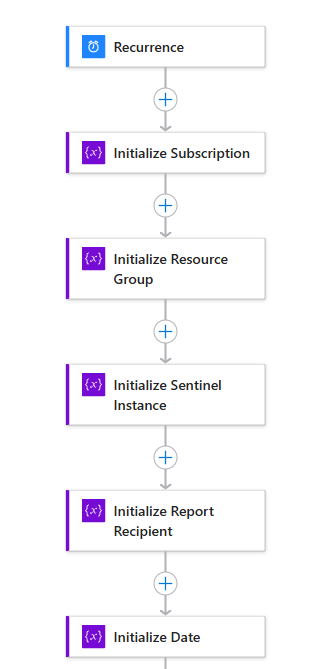 Recurrence
{x} Initialize Subscription
{x} Initialize Resource
Group
{x} Initialize Sentinel
Instance
{x} Initialize Report
Recipient
{x} Initialize Date